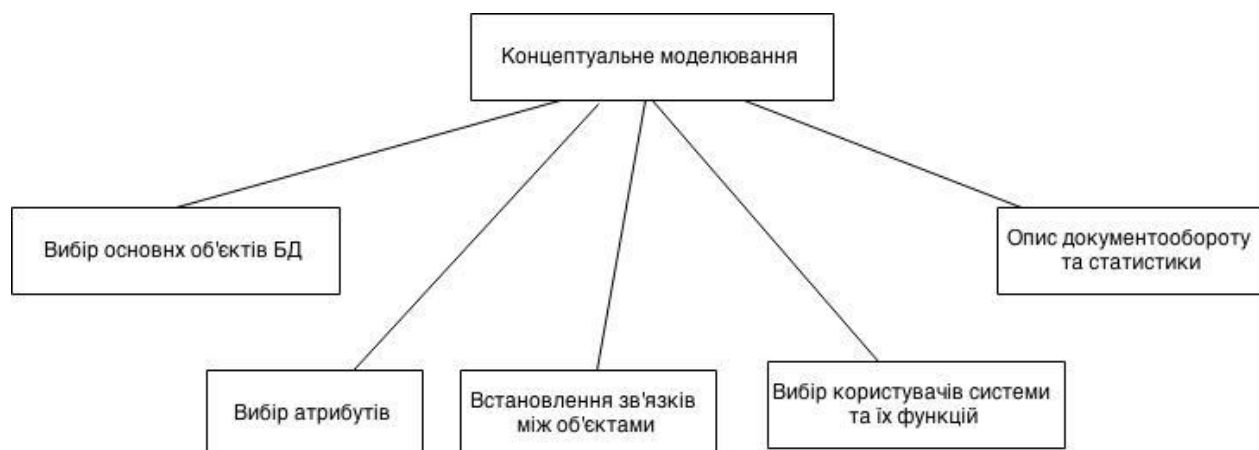 Концептуальне моделювання
Вибір основнх об'єктів БД
Опис документообороту
та статистики
Вибір атрибутів
Встановлення зв'язків
між об'єктами
Вибір користувачів системи
та їх функцій